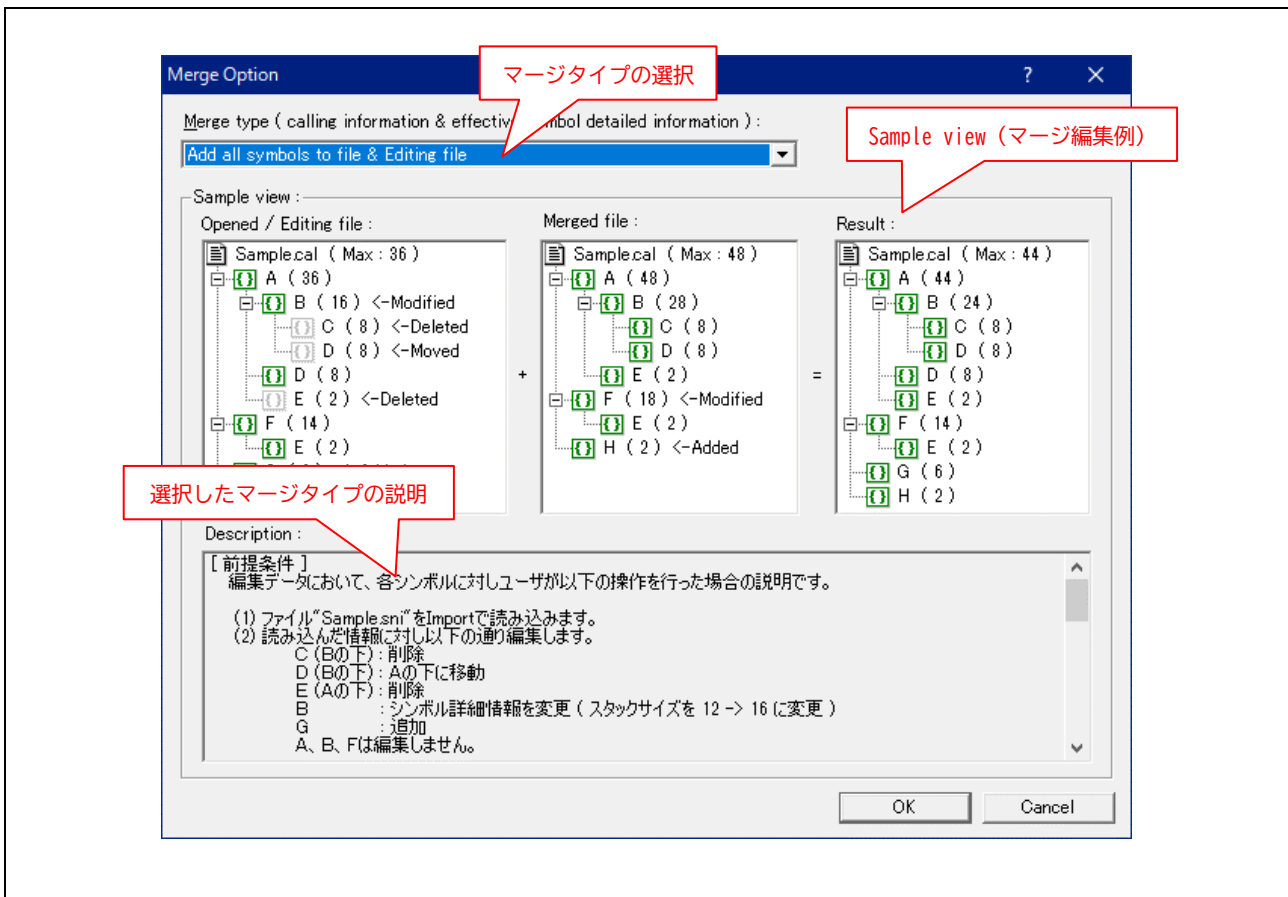 Merge Option
マージタイプの選択
? ×
Merge type ( calling information & effectiv mbol detailed information ) :
Sample view（マージ編集例）
Add all symbols to file & Editing file
Sample view :
Opened / Editing file :
Sample.cal ( Max : 36 )
A ( 36 )
B ( 16 ) <-Modified
C ( 8 ) <-Deleted
D ( 8 ) <-Moved
D ( 8 )
E ( 2 ) <-Deleted
F ( 14 )
E ( 2 )
+
Merged file :
Sample.cal ( Max : 48 )
A ( 48 )
B ( 28 )
C ( 8 )
D ( 8 )
E ( 2 )
F ( 18 ) <-Modified
E ( 2 )
H ( 2 ) <-Added
=
Result :
Sample.cal ( Max : 44 )
A ( 44 )
B ( 24 )
C ( 8 )
D ( 8 )
D ( 8 )
E ( 2 )
F ( 14 )
E ( 2 )
G ( 6 )
H ( 2 )
選択したマージタイプの説明
Description :
[ 前提条件 ]
編集データにおいて、各シンボルに対しユーザが以下の操作を行った場合の説明です。
(1) ファイル"Sample.sni"をImportで読み込みます。
(2) 読み込んだ情報に対し以下の通り編集します。
C (Bの下) : 削除
D (Bの下) : Aの下に移動
E (Aの下) : 削除
B : シンボル詳細情報を変更 ( スタックサイズを 12 -> 16 に変更 )
G : 追加
A、B、Fは編集しません。
OK Cancel